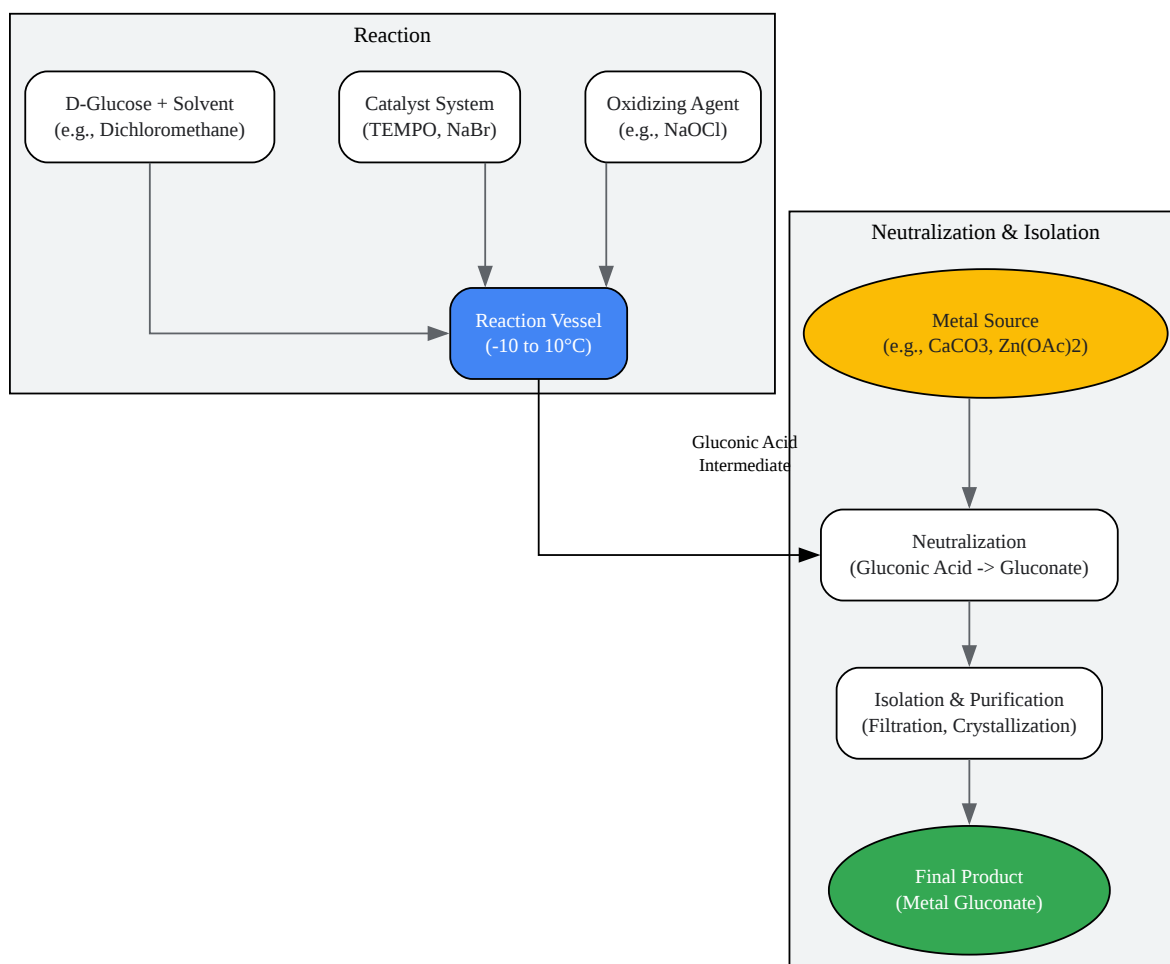 Reaction
D-Glucose + Solvent
(e.g., Dichloromethane)
Catalyst System
(TEMPO, NaBr)
Oxidizing Agent
(e.g., NaOCl)
Reaction Vessel
(-10 to 10°C)
Gluconic Acid
Intermediate
Neutralization & Isolation
Metal Source
(e.g., CaCO3, Zn(OAc)2)
Neutralization
(Gluconic Acid -> Gluconate)
Isolation & Purification
(Filtration, Crystallization)
Final Product
(Metal Gluconate)